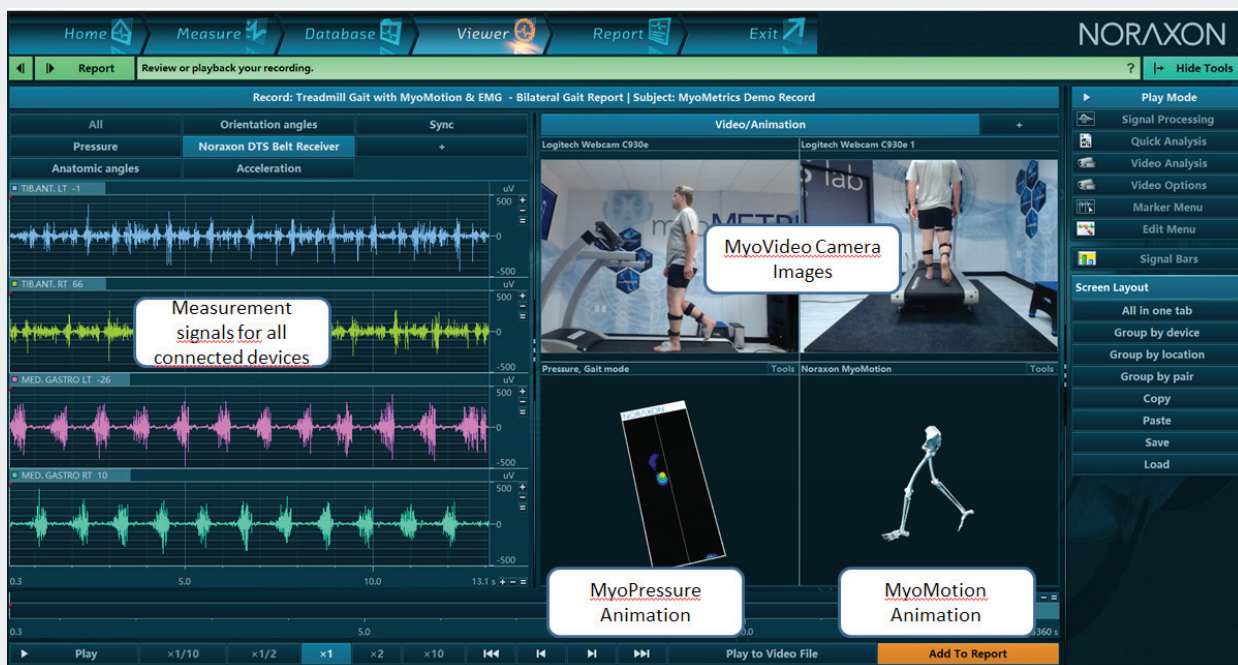 Home
Measure
Database
Viewer
Report
Exit
NORAXON
Report
Review or playback your recording.
?
Hide Tools
Record: Treadmill Gait with MyoMotion & EMG - Bilateral Gait Report | Subject: MyoMetrics Demo Record
All
Orientation angles
Sync
Pressure
Noraxon DTS Belt Receiver
+
Anatomic angles
Acceleration
TIB.ANT. LT -1
uV
500
0
-500
TIB.ANT. RT 66
uV
500
0
-500
Measurement
signals for all
connected devices
MED. GASTRO LT -26
uV
500
0
-500
MED. GASTRO RT 10
uV
500
0
-500
0.3
5.0
10.0
13.1 s
Video/Animation
+
Logitech Webcam C930e
Logitech Webcam C930e 1
lab
MyoVideo Camera
Images
Pressure, Gait mode
Tools
Noraxon MyoMotion
Tools
NORAXON
MyoPressure
Animation
MyoMotion
Animation
0.3
5.0
Play
x1/10
x1/2
x1
x2
x10
Play to Video File
Add To Report
Play Mode
Signal Processing
Quick Analysis
Video Analysis
Video Options
Marker Menu
Edit Menu
Signal Bars
Screen Layout
All in one tab
Group by device
Group by location
Group by pair
Copy
Paste
Save
Load